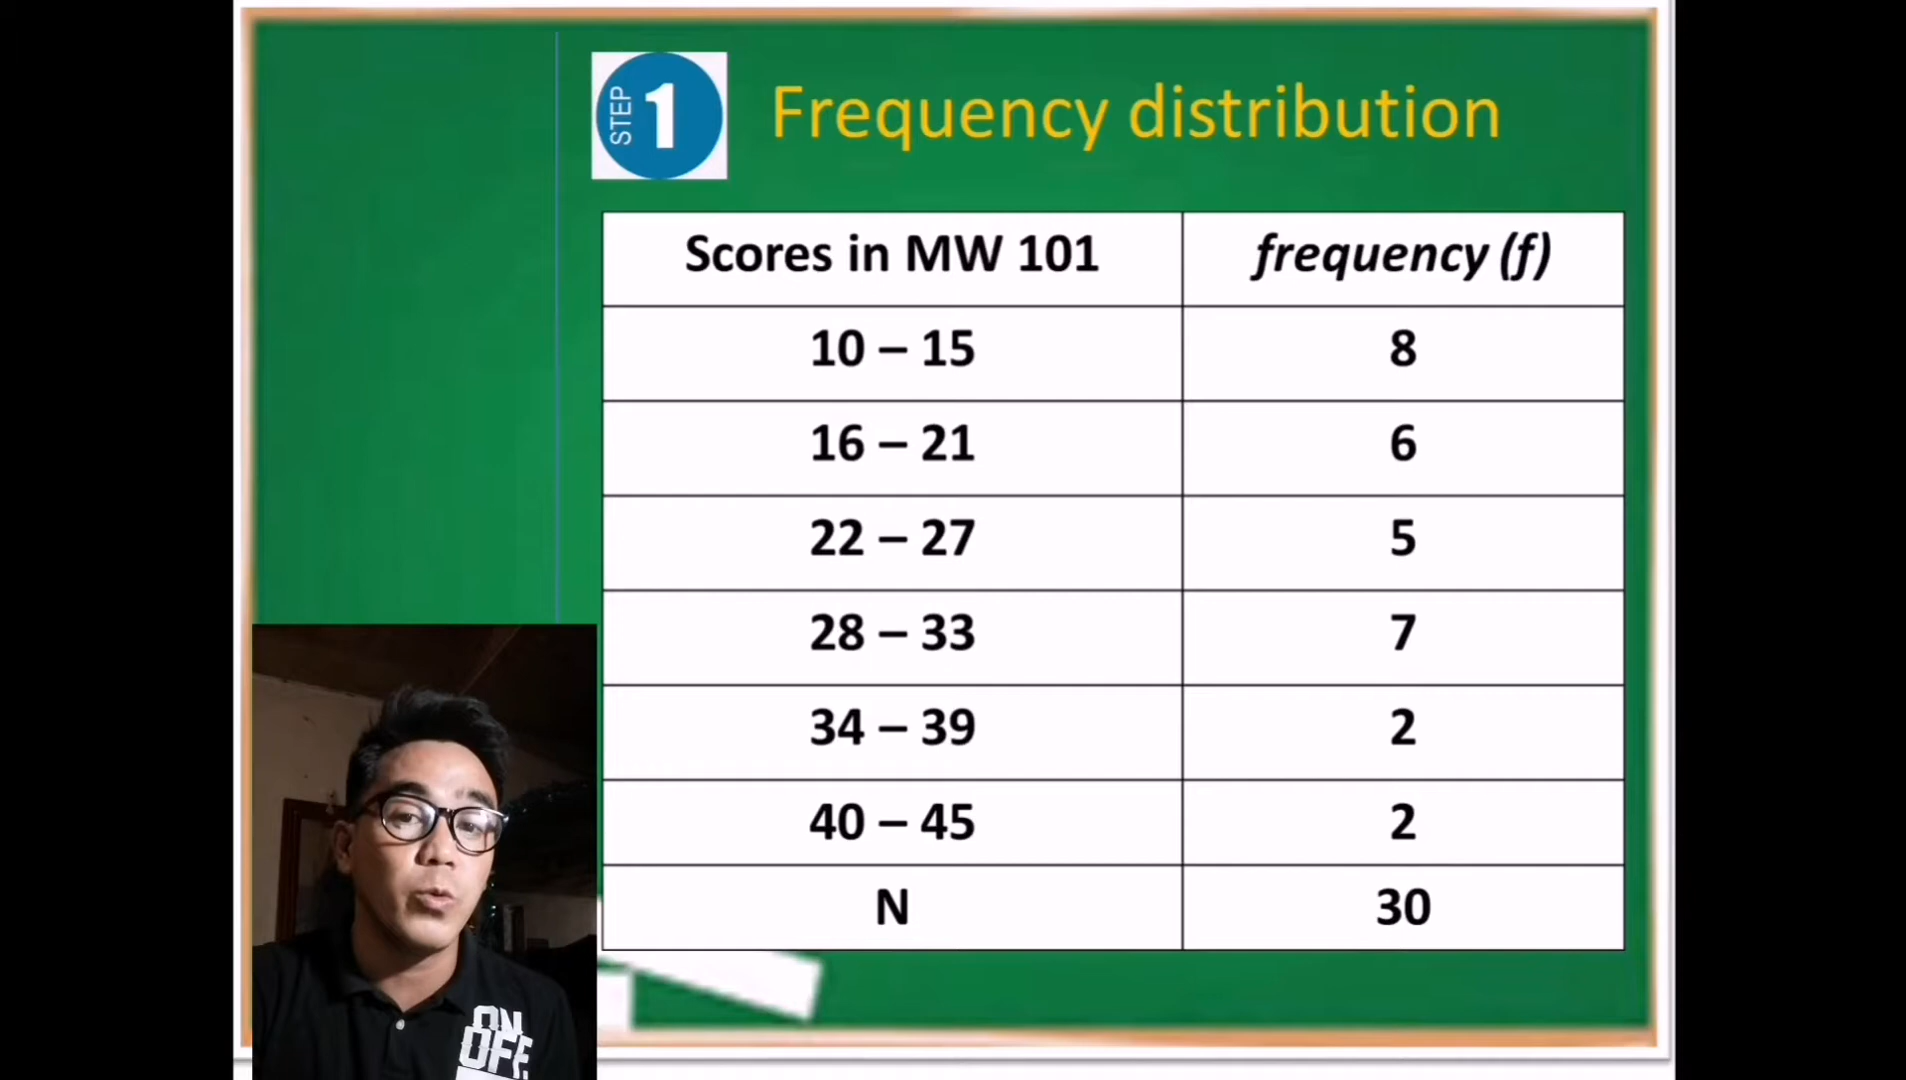 STEP 1
Frequency distribution
Scores in MW 101 frequency (f)
10 – 15 8
16 – 21 6
22 – 27 5
28 – 33 7
34 – 39 2
40 – 45 2
N 30
ON
OFF